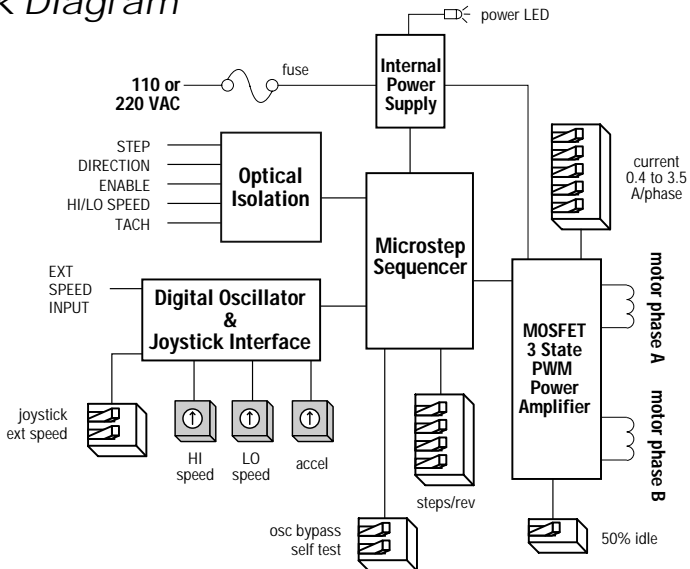 k Diagram
power LED
fuse
110 or
220 VAC
Internal
Power
Supply
STEP
DIRECTION
ENABLE
HI/LO SPEED
TACH
Optical
Isolation
current
0.4 to 3.5
A/phase
Microstep
Sequencer
EXT
SPEED
INPUT
Digital Oscillator
&
Joystick Interface
MOSFET
3 State
PWM
Power
Amplifier
motor phase A
motor phase B
joystick
ext speed
HI
speed
LO
speed
accel
steps/rev
osc bypass
self test
50% idle